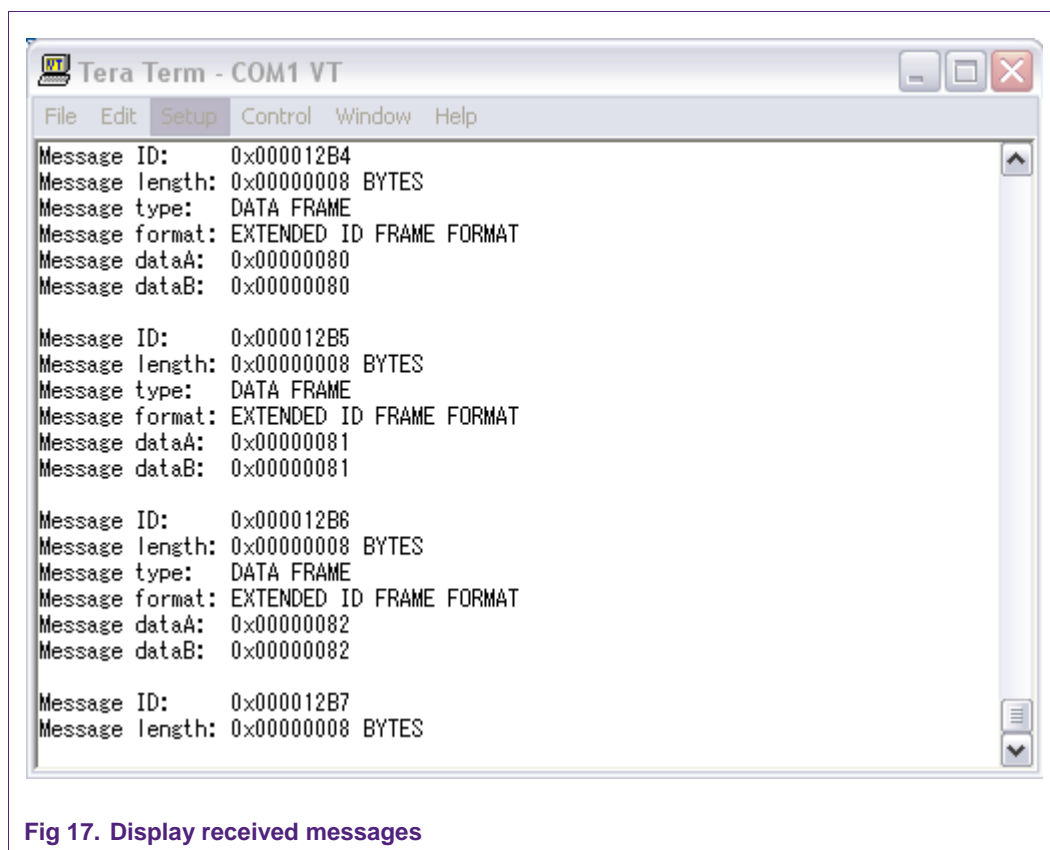 Tera Term - COM1 VT
File Edit Setup Control Window Help
Message ID: 0x000012B4
Message length: 0x00000008 BYTES
Message type: DATA FRAME
Message format: EXTENDED ID FRAME FORMAT
Message dataA: 0x00000080
Message dataB: 0x00000080
Message ID: 0x000012B5
Message length: 0x00000008 BYTES
Message type: DATA FRAME
Message format: EXTENDED ID FRAME FORMAT
Message dataA: 0x00000081
Message dataB: 0x00000081
Message ID: 0x000012B6
Message length: 0x00000008 BYTES
Message type: DATA FRAME
Message format: EXTENDED ID FRAME FORMAT
Message dataA: 0x00000082
Message dataB: 0x00000082
Message ID: 0x000012B7
Message length: 0x00000008 BYTES
Fig 17. Display received messages